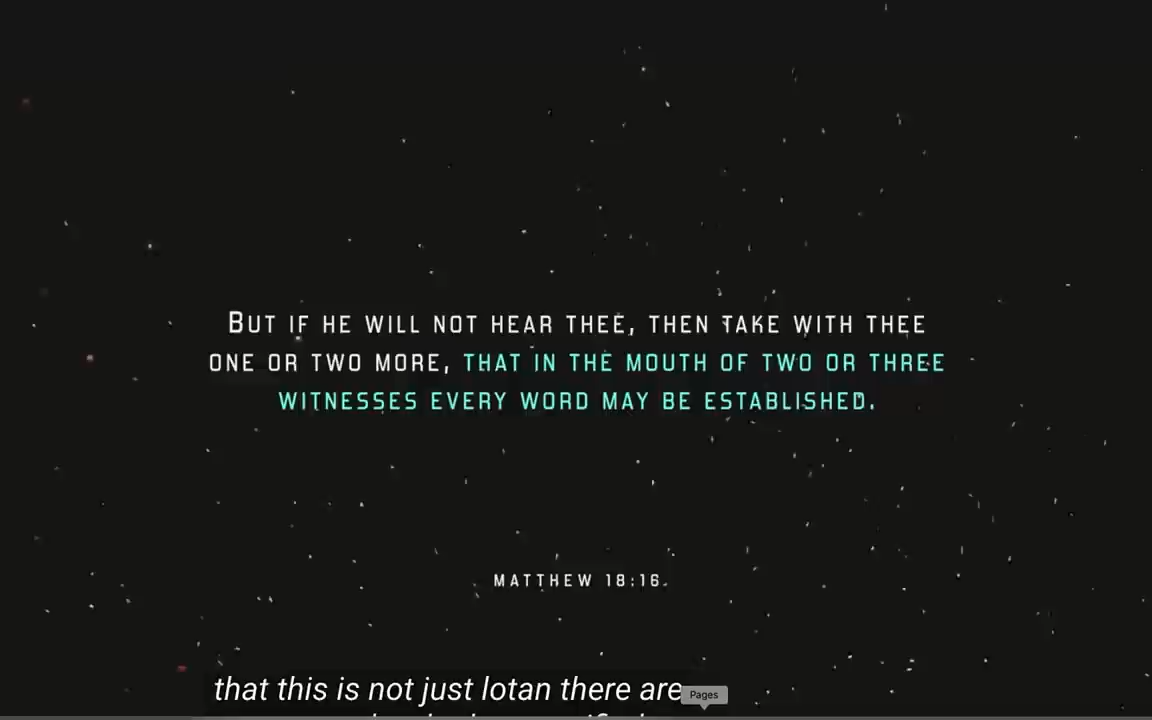 But if he will not hear thee, then take with thee
one or two more, that in the mouth of two or three
witnesses every word may be established.
Matthew 18:16
that this is not just lotan there are
Pages